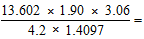 13.602 × 1.90 × 3.06
4.2 × 1.4097
=